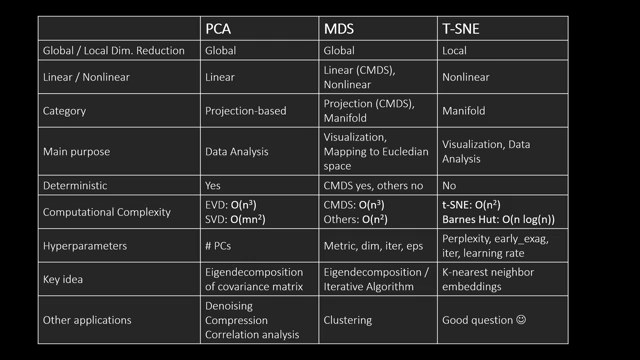 PCA MDS T-SNE
Global / Local Dim. Reduction Global Global Local
Linear / Nonlinear Linear Linear (CMDS), Nonlinear Nonlinear
Category Projection-based Projection (CMDS), Manifold Manifold
Main purpose Data Analysis Visualization, Mapping to Eucledian space Visualization, Data Analysis
Deterministic Yes CMDS yes, others no No
Computational Complexity EVD: O(n³) SVD: O(mn²) CMDS: O(n³) Others: O(n²) t-SNE: O(n²) Barnes Hut: O(n log(n))
Hyperparameters # PCs Metric, dim, iter, eps Perplexity, early_exag, iter, learning rate
Key idea Eigendecomposition of covariance matrix Eigendecomposition / Iterative Algorithm K-nearest neighbor embeddings
Other applications Denoising Compression Correlation analysis Clustering Good question ☺